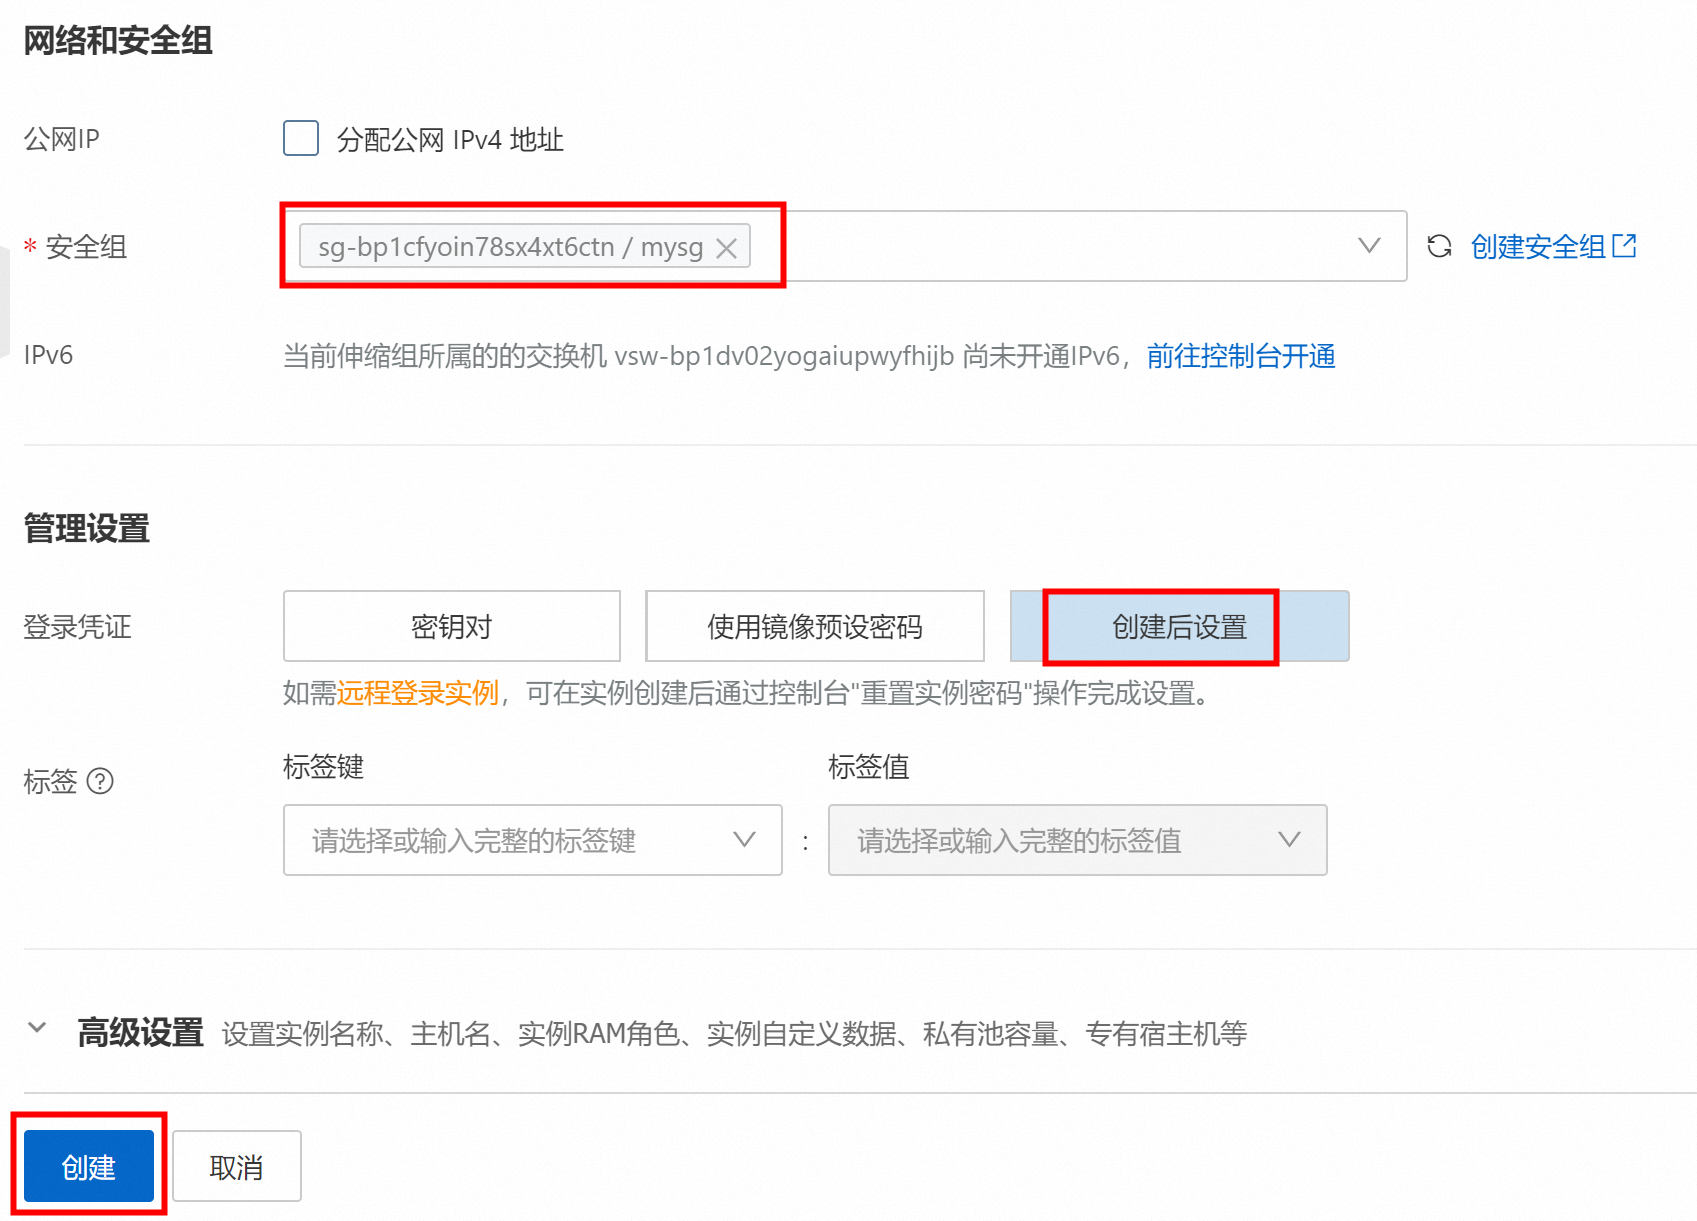 网络和安全组
公网IP 分配公网 IPv4 地址
* 安全组 sg-bp1cfyoin78sx4xt6ctn / mysg 创建安全组
IPv6 当前伸缩组所属的的交换机 vsw-bp1dv02yogaiupwyfhijb 尚未开通IPv6，前往控制台开通
管理设置
登录凭证 密钥对 使用镜像预设密码 创建后设置
如需远程登录实例，可在实例创建后通过控制台"重置实例密码"操作完成设置。
标签 标签键 标签值
请选择或输入完整的标签键 : 请选择或输入完整的标签值
高级设置 设置实例名称、主机名、实例RAM角色、实例自定义数据、私有池容量、专有宿主机等
创建 取消